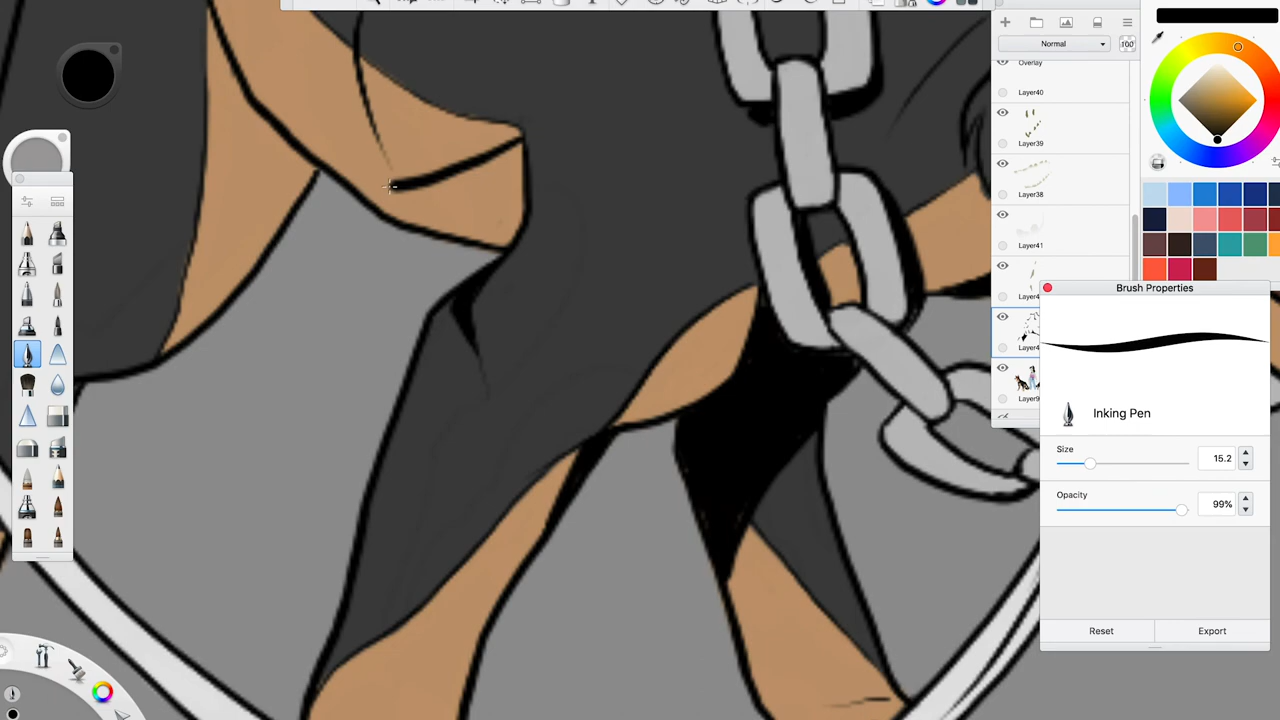 Normal
100
Overlay
Layer40
Layer39
Layer38
Layer41
Layer4
Layer4
Layer9
Brush Properties
Inking Pen
Size
15.2
Opacity
99%
Reset
Export